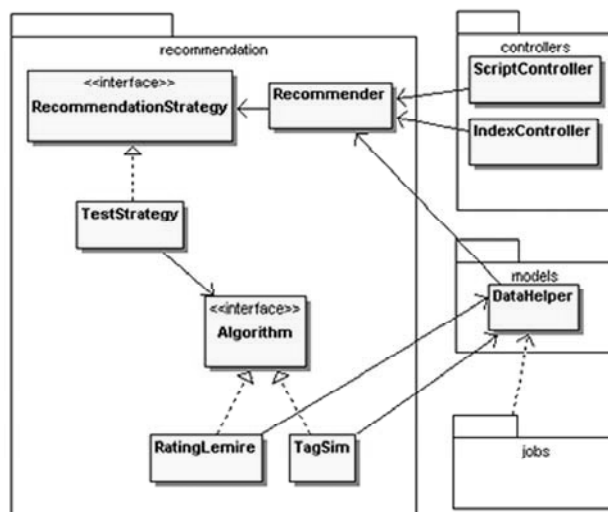 recommendation
<<interface>>
RecommendationStrategy
Recommender
controllers
ScriptController
IndexController
TestStrategy
<<interface>>
Algorithm
models
DataHelper
RatingLemire
TagSim
jobs